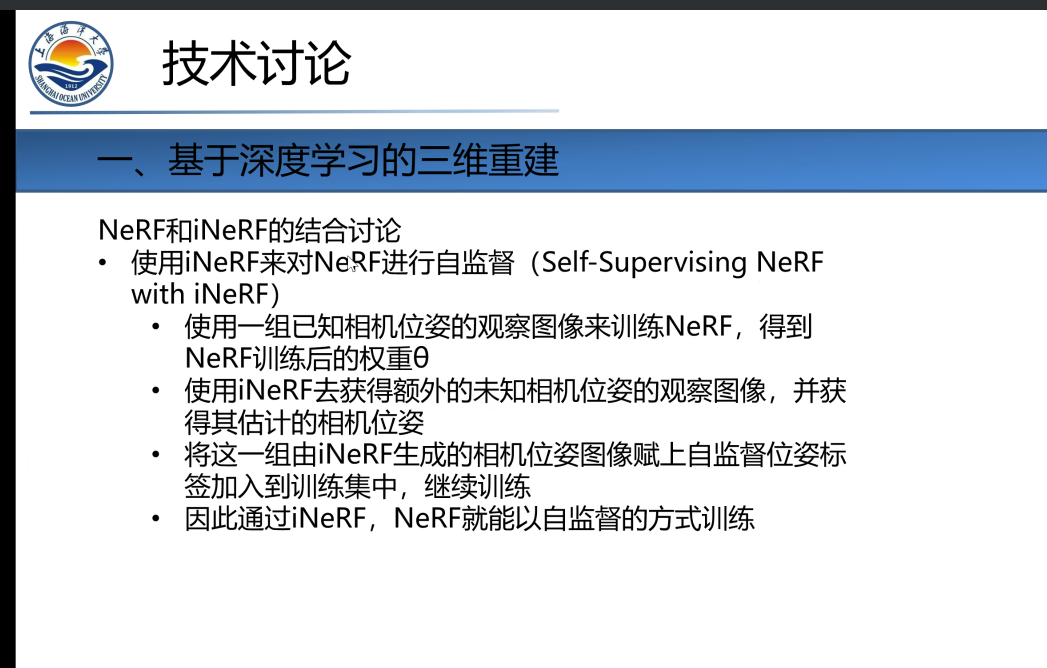 上海海洋大学
1912
SHANGHAI OCEAN UNIVERSITY
技术讨论
一、基于深度学习的三维重建
NeRF和iNeRF的结合讨论
• 使用iNeRF来对NeRF进行自监督（Self-Supervising NeRF
with iNeRF）
• 使用一组已知相机位姿的观察图像来训练NeRF，得到
NeRF训练后的权重θ
• 使用iNeRF去获得额外的未知相机位姿的观察图像，并获
得其估计的相机位姿
• 将这一组由iNeRF生成的相机位姿图像赋上自监督位姿标
签加入到训练集中，继续训练
• 因此通过iNeRF，NeRF就能以自监督的方式训练